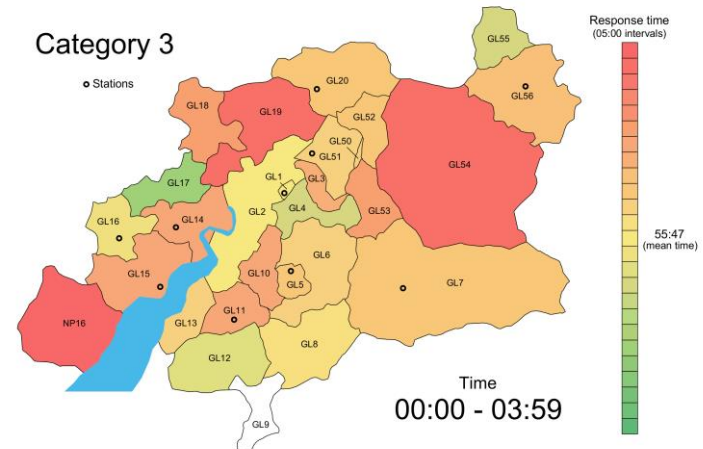 Category 3
Stations
Response time
(05:00 intervals)
GL55
GL20
GL56
GL18
GL19
GL52
GL50
GL51
GL54
GL1
GL3
GL17
GL4
GL2
GL16
GL14
GL53
55:47
(mean time)
GL15
GL10
GL6
GL5
GL7
NP16
GL13
GL11
GL12
GL8
Time
00:00 - 03:59
GL9